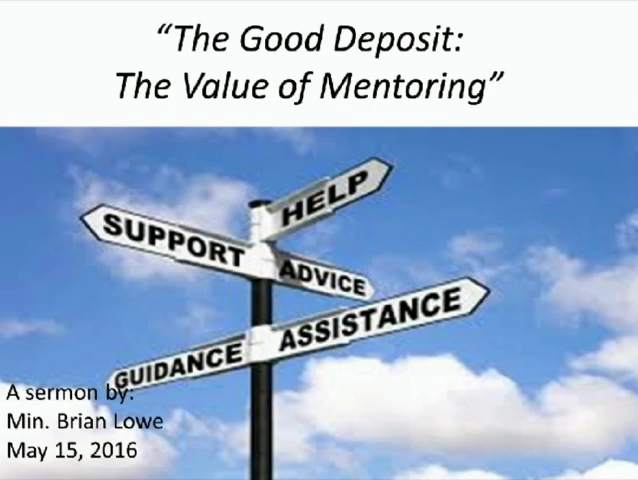 “The Good Deposit:
The Value of Mentoring”
HELP
SUPPORT
ADVICE
ASSISTANCE
GUIDANCE
A sermon by:
Min. Brian Lowe
May 15, 2016